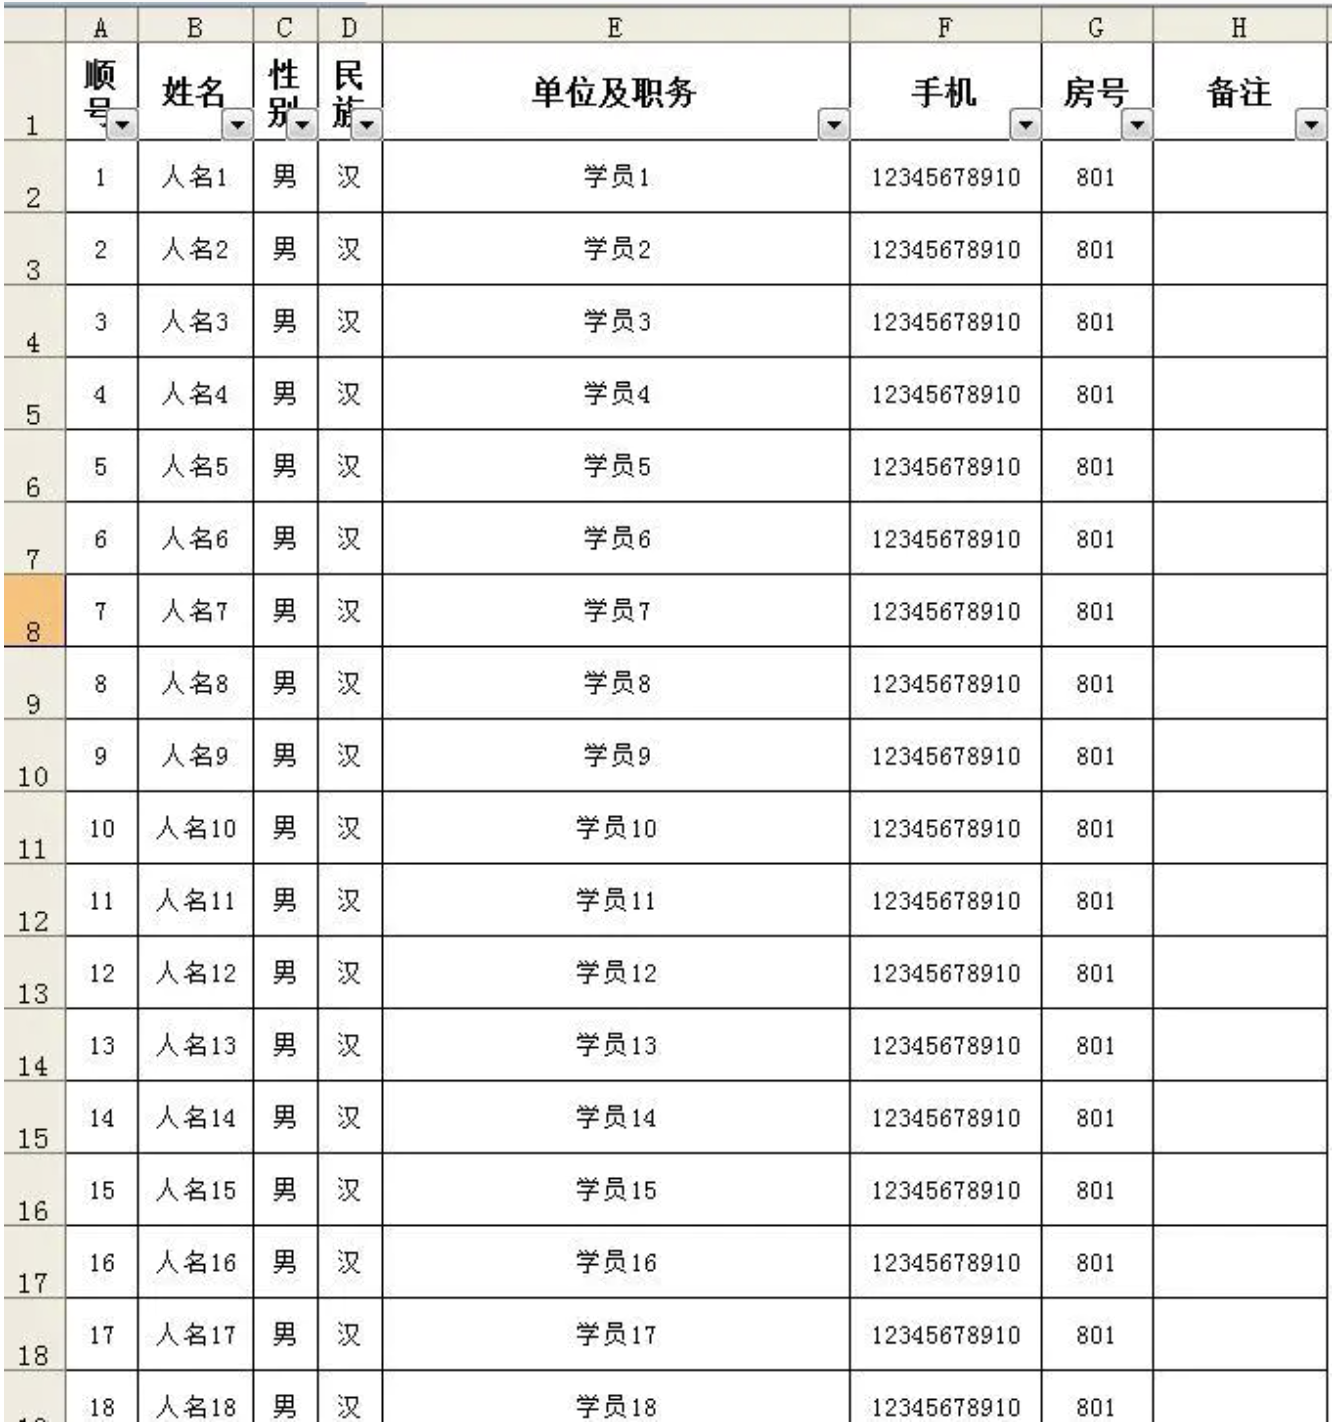 A B C D E F G H
1 顺号 姓名 性别 民族 单位及职务 手机 房号 备注
2 1 人名1 男 汉 学员1 12345678910 801
3 2 人名2 男 汉 学员2 12345678910 801
4 3 人名3 男 汉 学员3 12345678910 801
5 4 人名4 男 汉 学员4 12345678910 801
6 5 人名5 男 汉 学员5 12345678910 801
7 6 人名6 男 汉 学员6 12345678910 801
8 7 人名7 男 汉 学员7 12345678910 801
9 8 人名8 男 汉 学员8 12345678910 801
10 9 人名9 男 汉 学员9 12345678910 801
11 10 人名10 男 汉 学员10 12345678910 801
12 11 人名11 男 汉 学员11 12345678910 801
13 12 人名12 男 汉 学员12 12345678910 801
14 13 人名13 男 汉 学员13 12345678910 801
15 14 人名14 男 汉 学员14 12345678910 801
16 15 人名15 男 汉 学员15 12345678910 801
17 16 人名16 男 汉 学员16 12345678910 801
18 17 人名17 男 汉 学员17 12345678910 801
18 人名18 男 汉 学员18 12345678910 801